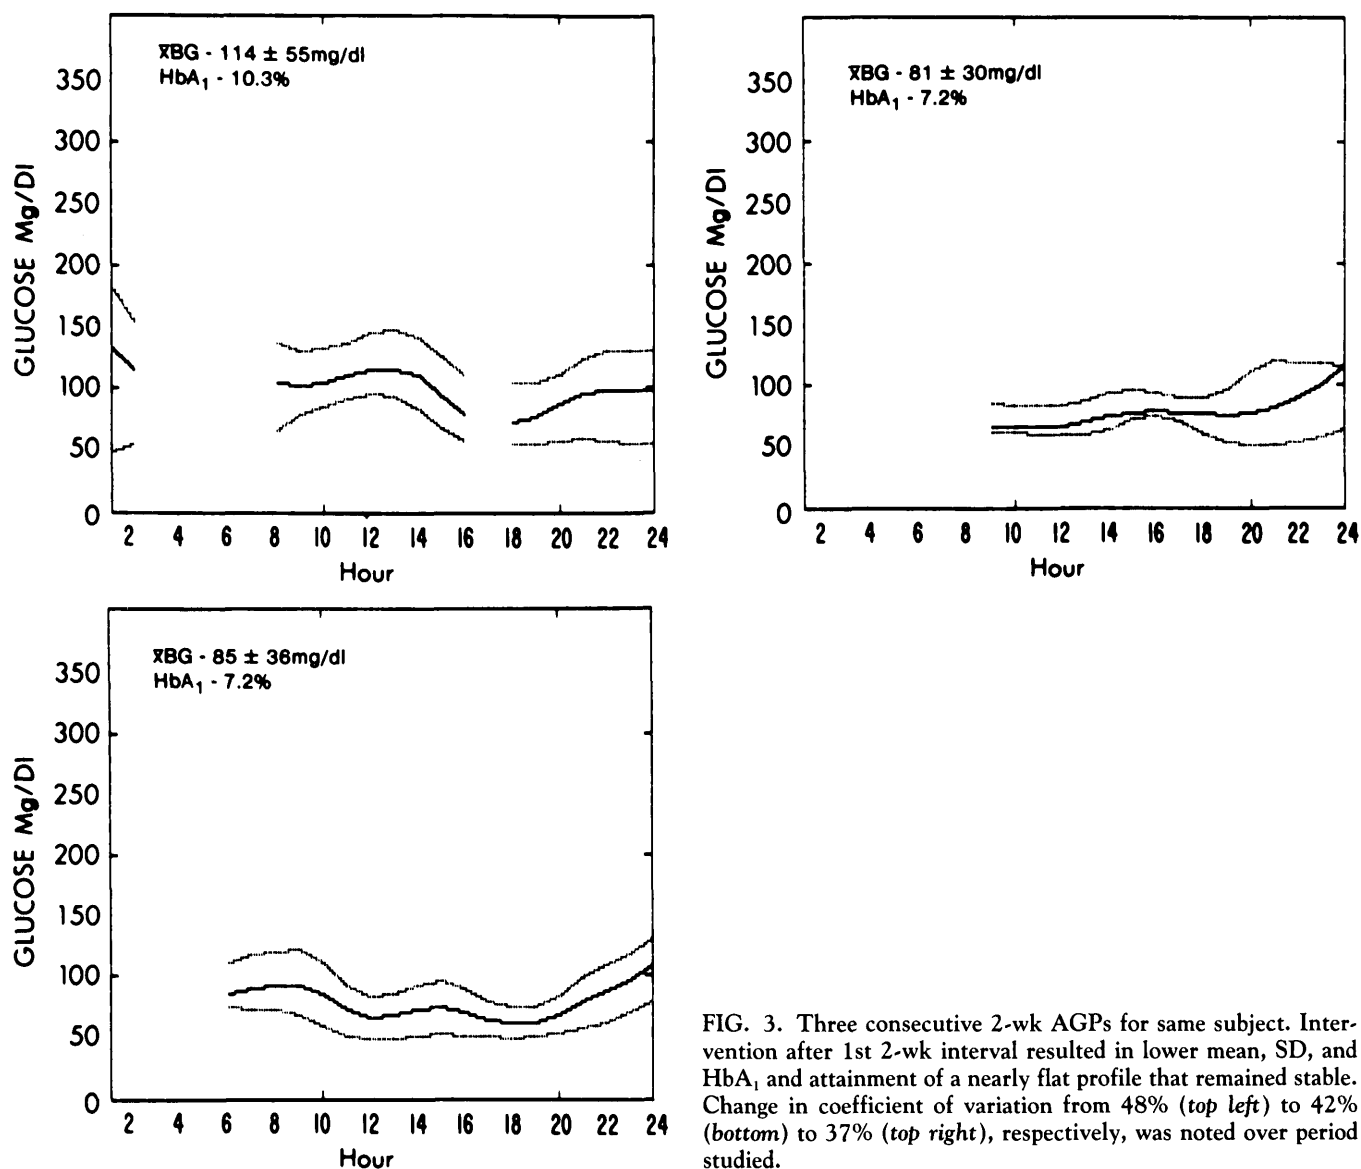 x̄BG - 114 ± 55mg/dl
HbA₁ - 10.3%
GLUCOSE Mg/Dl
350
300
250
200
150
100
50
0
2 4 6 8 10 12 14 16 18 20 22 24
Hour
x̄BG - 81 ± 30mg/dl
HbA₁ - 7.2%
GLUCOSE Mg/Dl
350
300
250
200
150
100
50
0
2 4 6 8 10 12 14 16 18 20 22 24
Hour
x̄BG - 85 ± 36mg/dl
HbA₁ - 7.2%
GLUCOSE Mg/Dl
350
300
250
200
150
100
50
0
2 4 6 8 10 12 14 16 18 20 22 24
Hour
FIG. 3. Three consecutive 2-wk AGPs for same subject. Inter-
vention after 1st 2-wk interval resulted in lower mean, SD, and
HbA₁ and attainment of a nearly flat profile that remained stable.
Change in coefficient of variation from 48% (top left) to 42%
(bottom) to 37% (top right), respectively, was noted over period
studied.